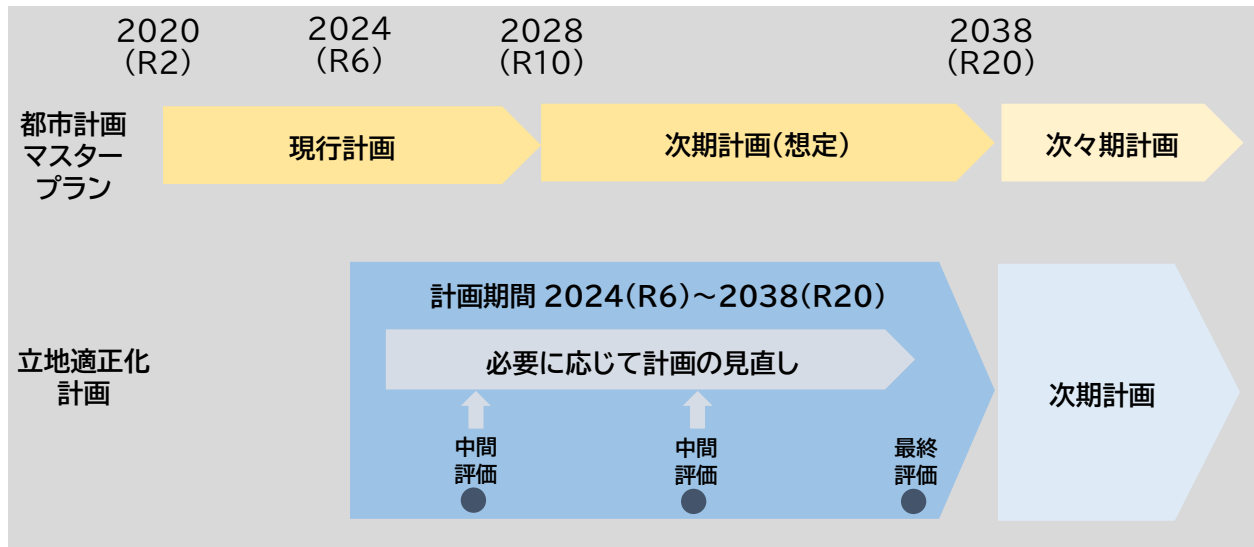 2020
(R2)
2024
(R6)
2028
(R10)
2038
(R20)
都市計画
マスター
プラン
現行計画
次期計画(想定)
次々期計画
立地適正化
計画
計画期間 2024(R6)～2038(R20)
必要に応じて計画の見直し
中間
評価
中間
評価
最終
評価
次期計画